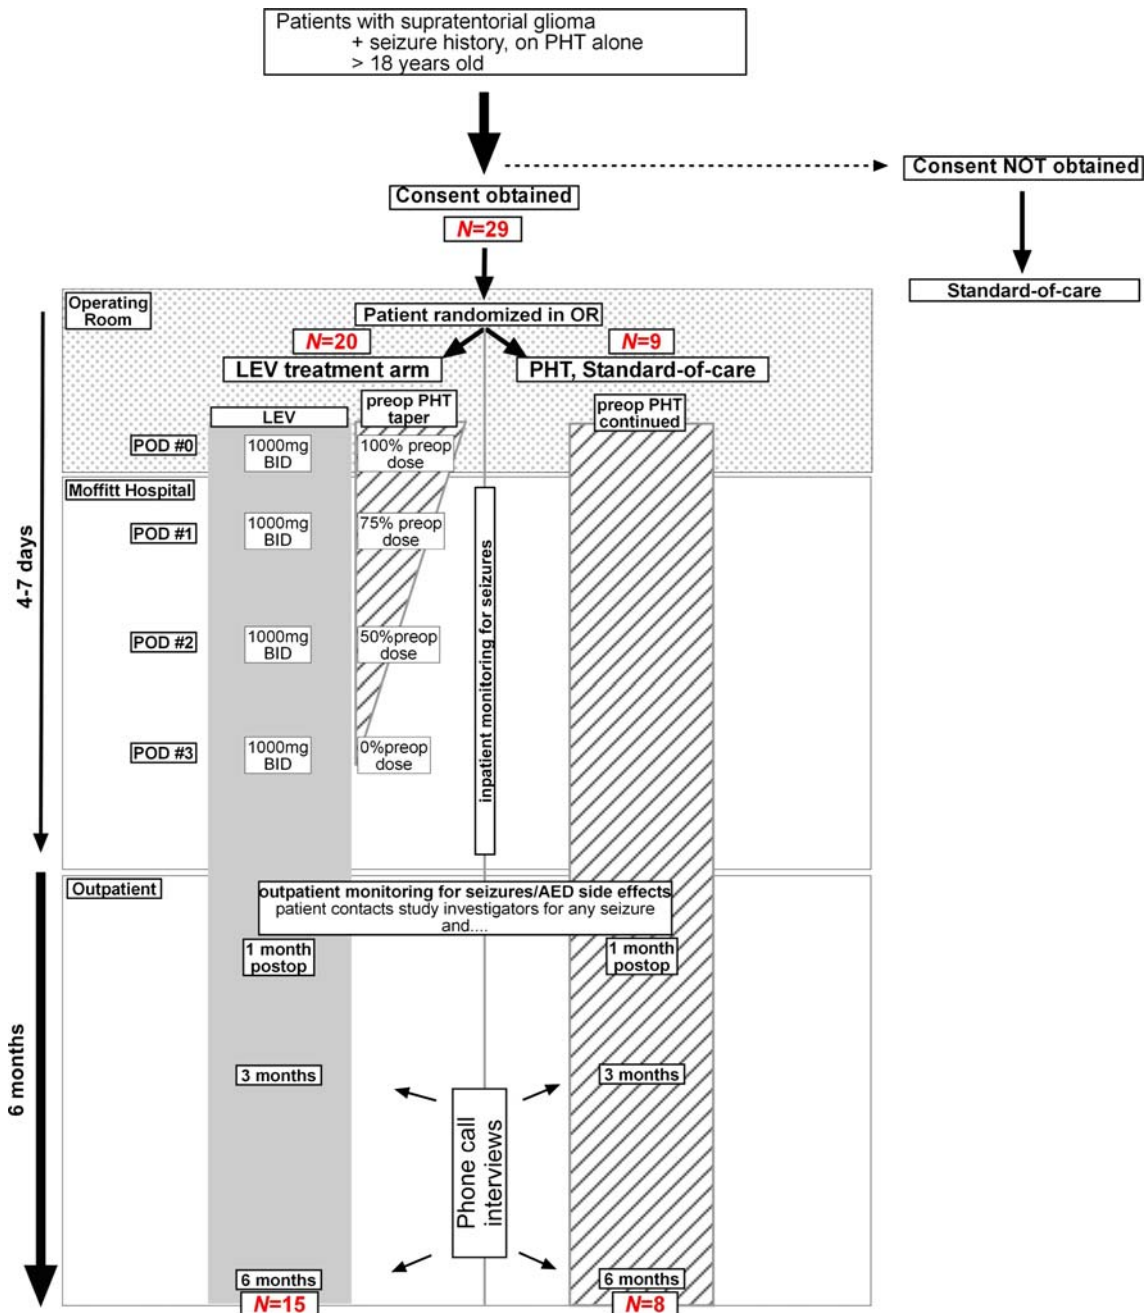 Patients with supratentorial glioma
+ seizure history, on PHT alone
> 18 years old
Consent NOT obtained
Consent obtained
N=29
Standard-of-care
Operating
Room
Patient randomized in OR
N=20
N=9
LEV treatment arm
PHT, Standard-of-care
LEV
preop PHT
taper
preop PHT
continued
POD #0
1000mg
BID
100% preop
dose
Moffitt Hospital
POD #1
1000mg
BID
75% preop
dose
4-7 days
inpatient monitoring for seizures
POD #2
1000mg
BID
50%preop
dose
POD #3
1000mg
BID
0%preop
dose
Outpatient
outpatient monitoring for seizures/AED side effects
patient contacts study investigators for any seizure
and....
1 month
postop
1 month
postop
6 months
3 months
3 months
Phone call
interviews
6 months
6 months
N=15
N=8